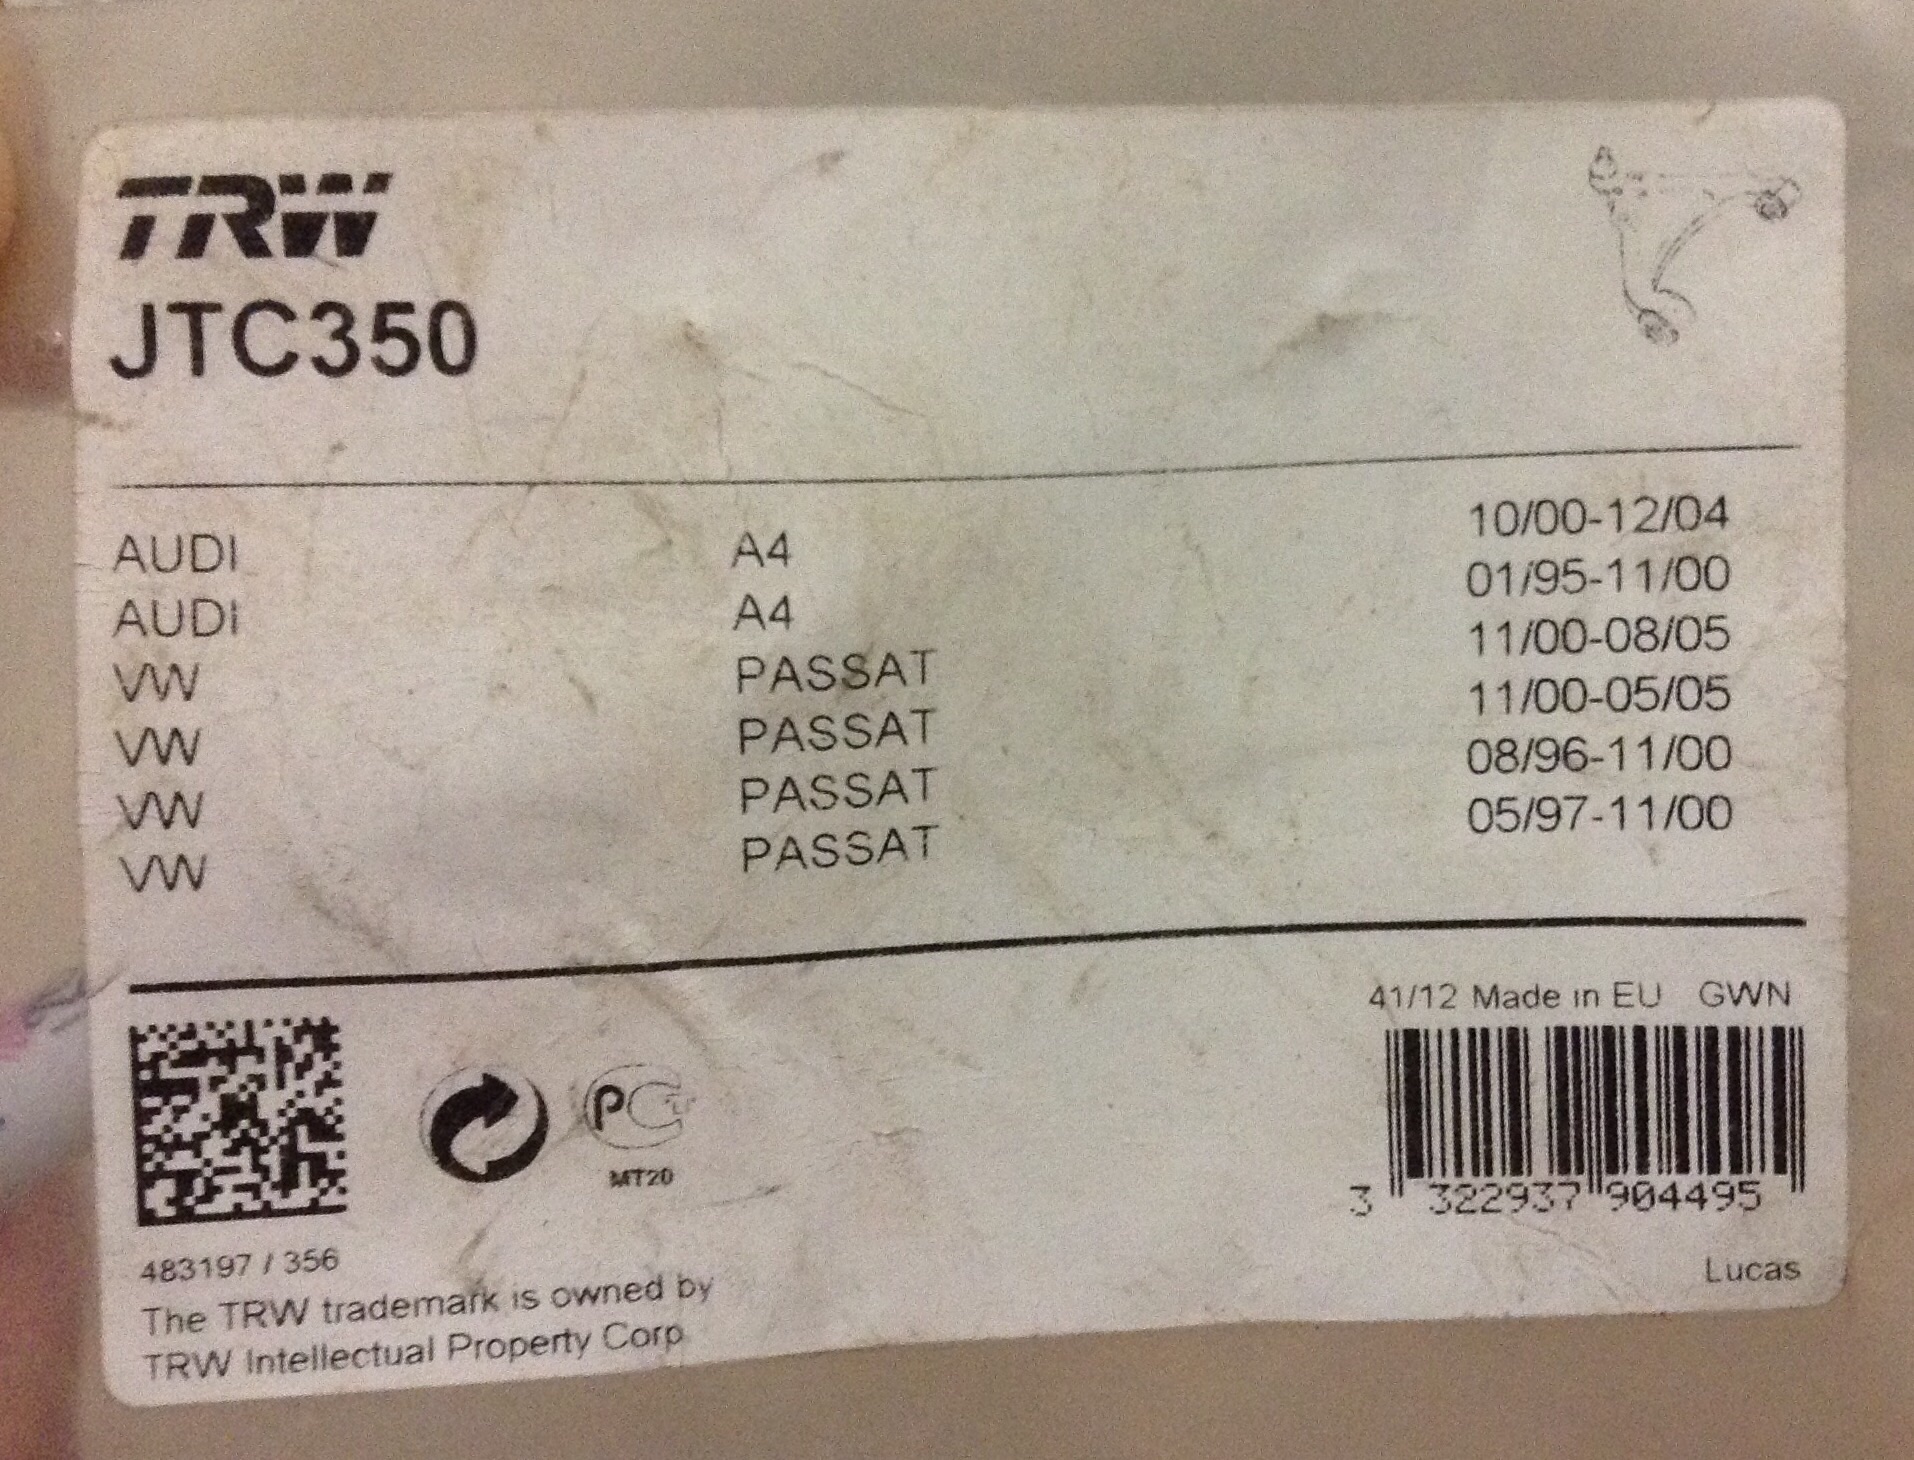 TRW
JTC350
AUDI A4 10/00-12/04
AUDI A4 01/95-11/00
VW PASSAT 11/00-08/05
VW PASSAT 11/00-05/05
VW PASSAT 08/96-11/00
VW PASSAT 05/97-11/00
41/12 Made in EU GWN
PC
MT20
3 322937 904495
483197 / 356
Lucas
The TRW trademark is owned by
TRW Intellectual Property Corp